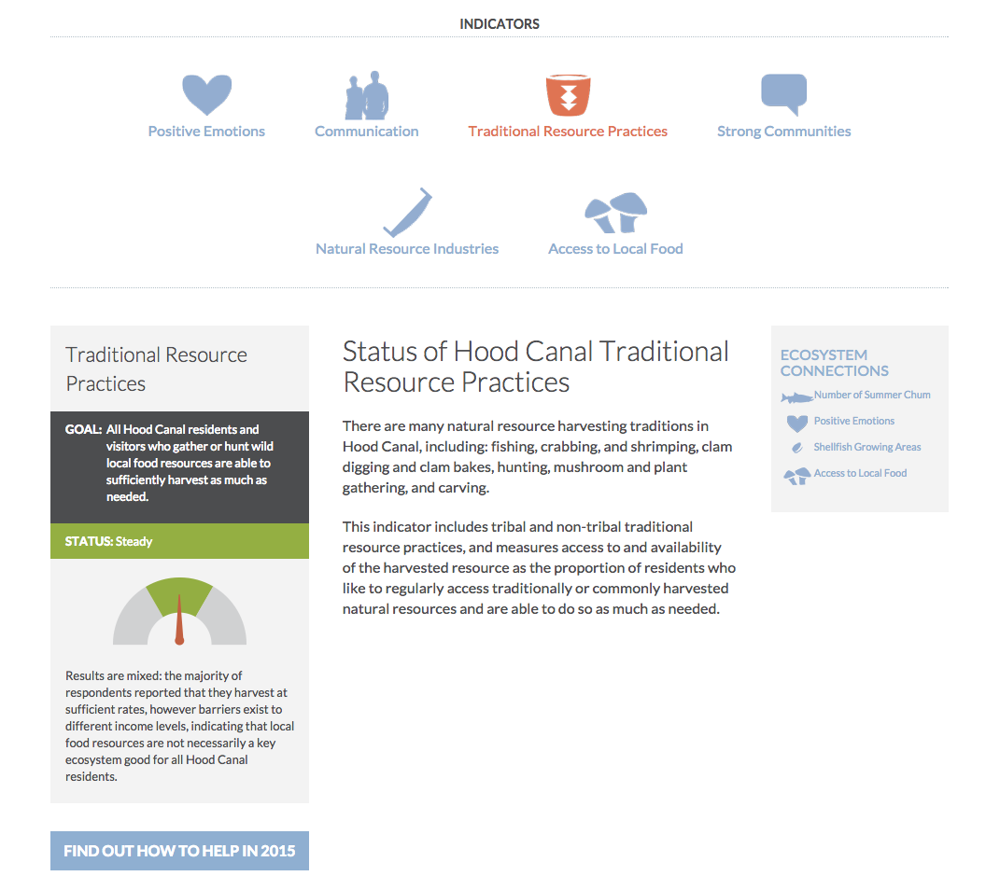 INDICATORS
Positive Emotions
Communication
Traditional Resource Practices
Strong Communities
Natural Resource Industries
Access to Local Food
Traditional Resource
Practices
GOAL: All Hood Canal residents and
visitors who gather or hunt wild
local food resources are able to
sufficiently harvest as much as
needed.
STATUS: Steady
Results are mixed: the majority of
respondents reported that they harvest at
sufficient rates, however barriers exist to
different income levels, indicating that local
food resources are not necessarily a key
ecosystem good for all Hood Canal
residents.
FIND OUT HOW TO HELP IN 2015
Status of Hood Canal Traditional
Resource Practices
There are many natural resource harvesting traditions in
Hood Canal, including: fishing, crabbing, and shrimping, clam
digging and clam bakes, hunting, mushroom and plant
gathering, and carving.
This indicator includes tribal and non-tribal traditional
resource practices, and measures access to and availability
of the harvested resource as the proportion of residents who
like to regularly access traditionally or commonly harvested
natural resources and are able to do so as much as needed.
ECOSYSTEM
CONNECTIONS
Number of Summer Chum
Positive Emotions
Shellfish Growing Areas
Access to Local Food